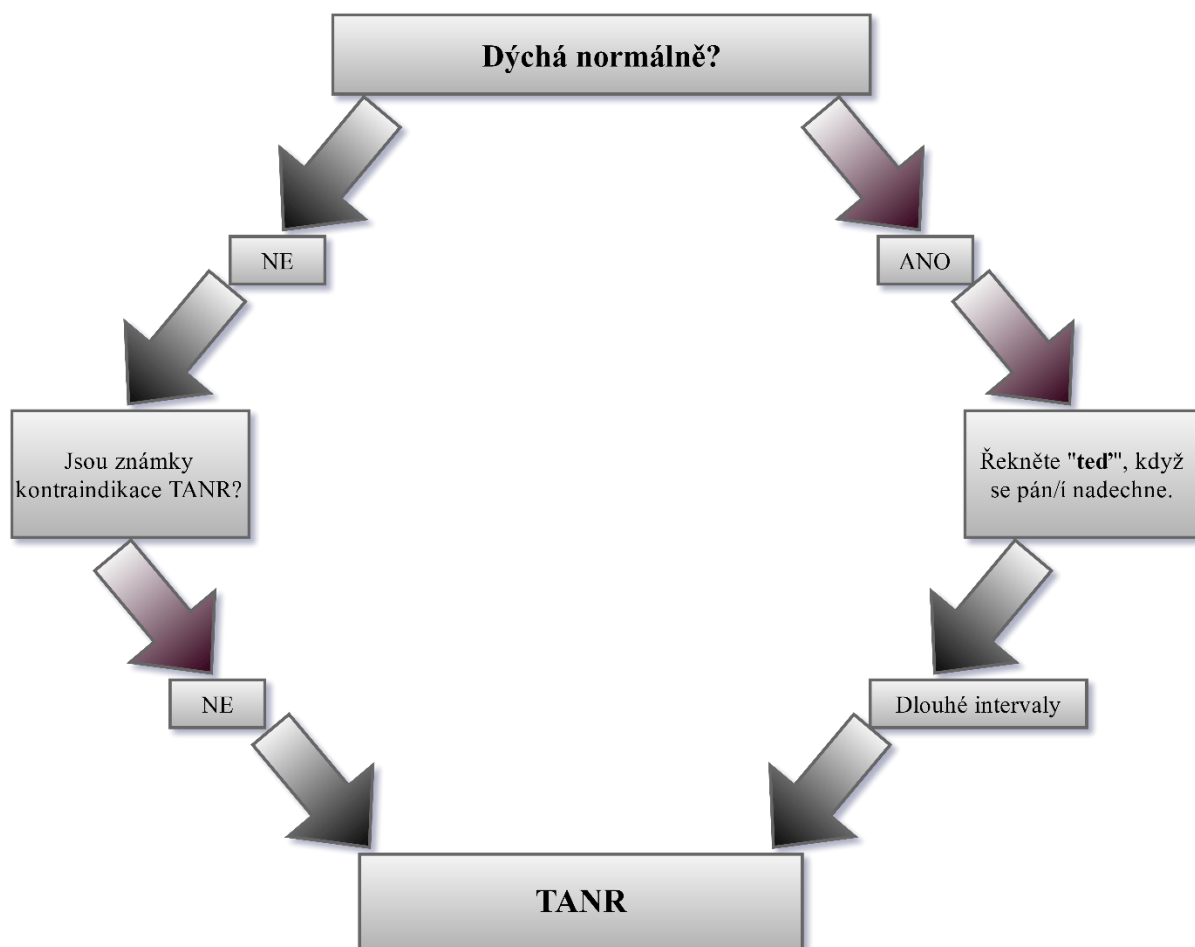 Dýchá normálně?
NE
ANO
Jsou známky
kontraindikace TANR?
Řekněte "teď", když
se pán/í nadechne.
NE
Dlouhé intervaly
TANR